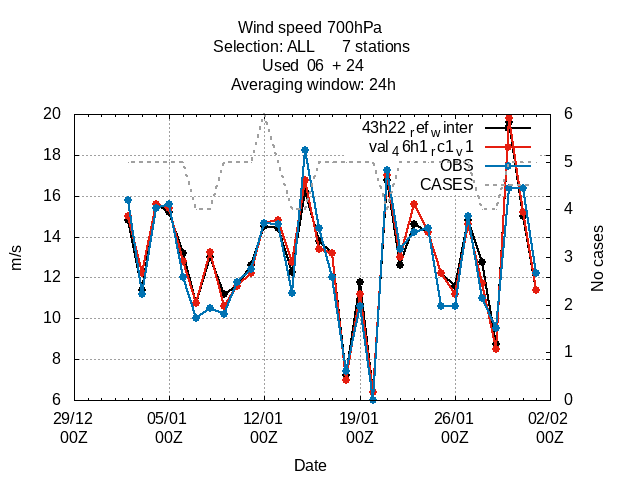 Wind speed 700hPa
Selection: ALL 7 stations
Used 06 + 24
Averaging window: 24h
20 6
43h22 ref winter
val 46h1 rc1 v1
18 5
OBS
CASES
16 4
14
12 3
10 2
8 1
6 0
m/s
No cases
29/12 05/01 12/01 19/01 26/01 02/02
00Z 00Z 00Z 00Z 00Z 00Z
Date